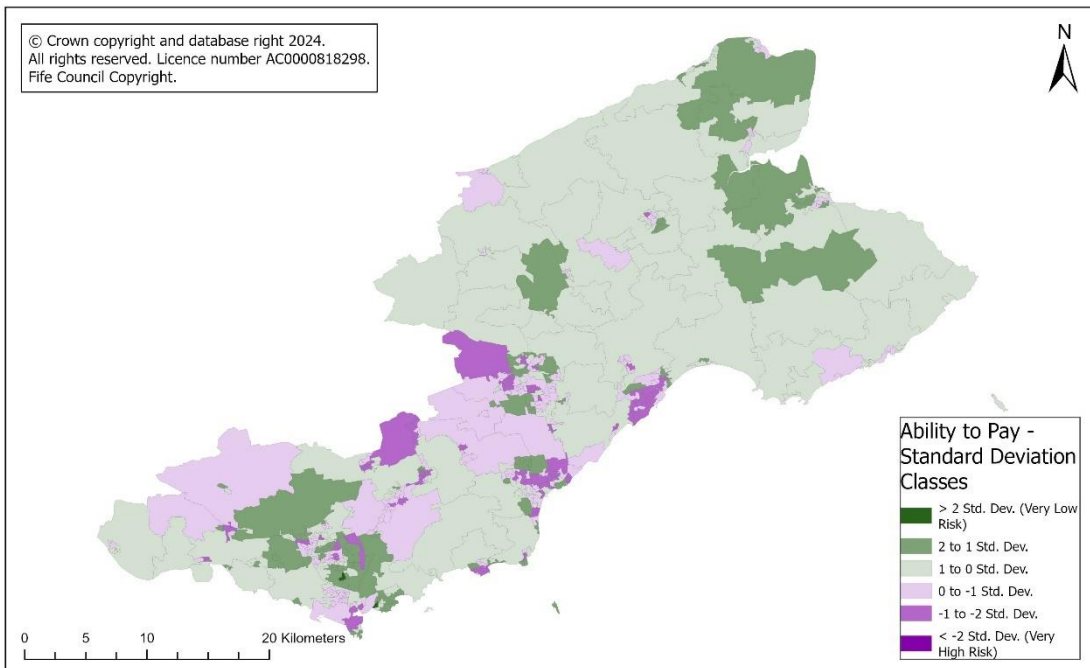 © Crown copyright and database right 2024.
All rights reserved. Licence number AC0000818298.
Fife Council Copyright.
N
Ability to Pay -
Standard Deviation
Classes
> 2 Std. Dev. (Very Low
Risk)
2 to 1 Std. Dev.
1 to 0 Std. Dev.
0 to -1 Std. Dev.
-1 to -2 Std. Dev.
< -2 Std. Dev. (Very
High Risk)
0 5 10 20 Kilometers